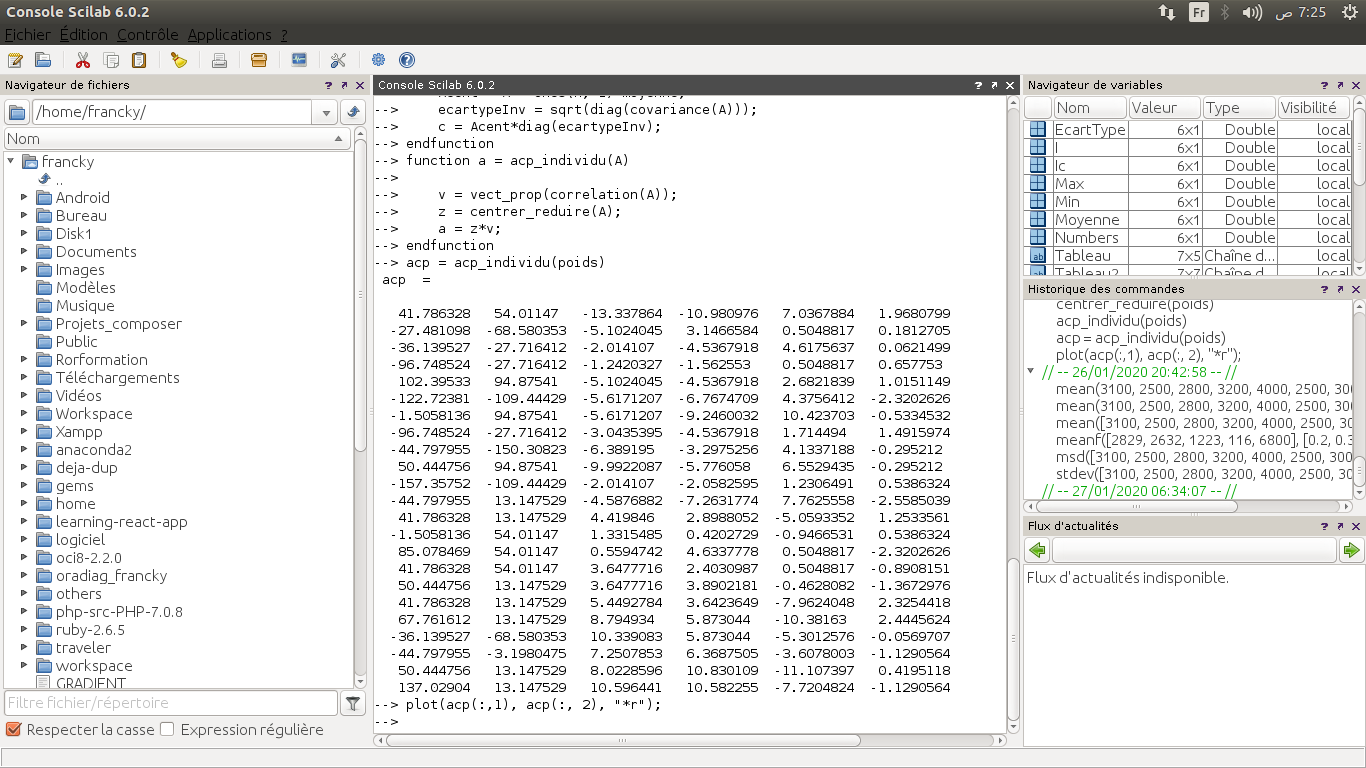 Console Scilab 6.0.2
Fr
7:25 ص
Fichier Édition Contrôle Applications ?
Navigateur de fichiers
/home/francky/
Nom
francky
..
Android
Bureau
Disk1
Documents
Images
Modèles
Musique
Projets_composer
Public
Rorformation
Téléchargements
Vidéos
Workspace
Xampp
anaconda2
deja-dup
gems
home
learning-react-app
logiciel
oci8-2.2.0
oradiag_francky
others
php-src-PHP-7.0.8
ruby-2.6.5
traveler
workspace
GRADIENT
Filtre fichier/répertoire
Respecter la casse Expression régulière
Console Scilab 6.0.2
--> ecartypeInv = sqrt(diag(covariance(A)));
--> c = Acent*diag(ecartypeInv);
--> endfunction
--> function a = acp_individu(A)
-->
--> v = vect_prop(correlation(A));
--> z = centrer_reduire(A);
--> a = z*v;
--> endfunction
--> acp = acp_individu(poids)
acp =
41.786328 54.01147 -13.337864 -10.980976 7.0367884 1.9680799
-27.481098 -68.580353 -5.1024045 3.1466584 0.5048817 0.1812705
-36.139527 -27.716412 -2.014107 -4.5367918 4.6175637 0.0621499
-96.748524 -27.716412 -1.2420327 -1.562553 0.5048817 0.657753
102.39533 94.87541 -5.1024045 -4.5367918 2.6821839 1.0151149
-122.72381 -109.44429 -5.6171207 -6.7674709 4.3756412 -2.3202626
-1.5058136 94.87541 -5.6171207 -9.2460032 10.423703 -0.5334532
-96.748524 -27.716412 -3.0435395 -4.5367918 1.714494 1.4915974
-44.797955 -150.30823 -6.389195 -3.2975256 4.1337188 -0.295212
50.444756 94.87541 -9.9922087 -5.776058 6.5529435 -0.295212
-157.35752 -109.44429 -2.014107 -2.0582595 1.2306491 0.5386324
-44.797955 13.147529 -4.5876882 -7.2631774 7.7625558 -2.5585039
41.786328 13.147529 4.419846 2.8988052 -5.0593352 1.2533561
-1.5058136 54.01147 1.3315485 0.4202729 -0.9466531 0.5386324
85.078469 54.01147 0.5594742 4.6337778 0.5048817 -2.3202626
41.786328 54.01147 3.6477716 2.4030987 0.5048817 -0.8908151
50.444756 13.147529 3.6477716 3.8902181 -0.4628082 -1.3672976
41.786328 13.147529 5.4492784 3.6423649 -7.9624048 2.3254418
67.761612 13.147529 8.794934 5.873044 -10.38163 2.4445624
-36.139527 -68.580353 10.339083 5.873044 -5.3012576 -0.0569707
-44.797955 -3.1980475 7.2507853 6.3687505 -3.6078003 -1.1290564
50.444756 13.147529 8.0228596 10.830109 -11.107397 0.4195118
137.02904 13.147529 10.596441 10.582255 -7.7204824 -1.1290564
--> plot(acp(:,1), acp(:, 2), "*r");
-->
Navigateur de variables
Nom Valeur Type Visibilité
EcartType 6x1 Double local
I 6x1 Double local
Ic 6x1 Double local
Max 6x1 Double local
Min 6x1 Double local
Moyenne 6x1 Double local
Numbers 6x1 Double local
Tableau 7x5 Chaîne d... local
Tableau2 7x7 Chaîne d... local
Historique des commandes
centrer_reduire(poids)
acp_individu(poids)
acp = acp_individu(poids)
plot(acp(:,1), acp(:, 2), "*r");
// -- 26/01/2020 20:42:58 -- //
mean(3100, 2500, 2800, 3200, 4000, 2500, 300
mean(3100, 2500, 2800, 3200, 4000, 2500, 300
mean([3100, 2500, 2800, 3200, 4000, 2500, 30
meanf([2829, 2632, 1223, 116, 6800], [0.2, 0.3
msd([3100, 2500, 2800, 3200, 4000, 2500, 300
stdev([3100, 2500, 2800, 3200, 4000, 2500, 30
// -- 27/01/2020 06:34:07 -- //
Flux d'actualités
Flux d'actualités indisponible.